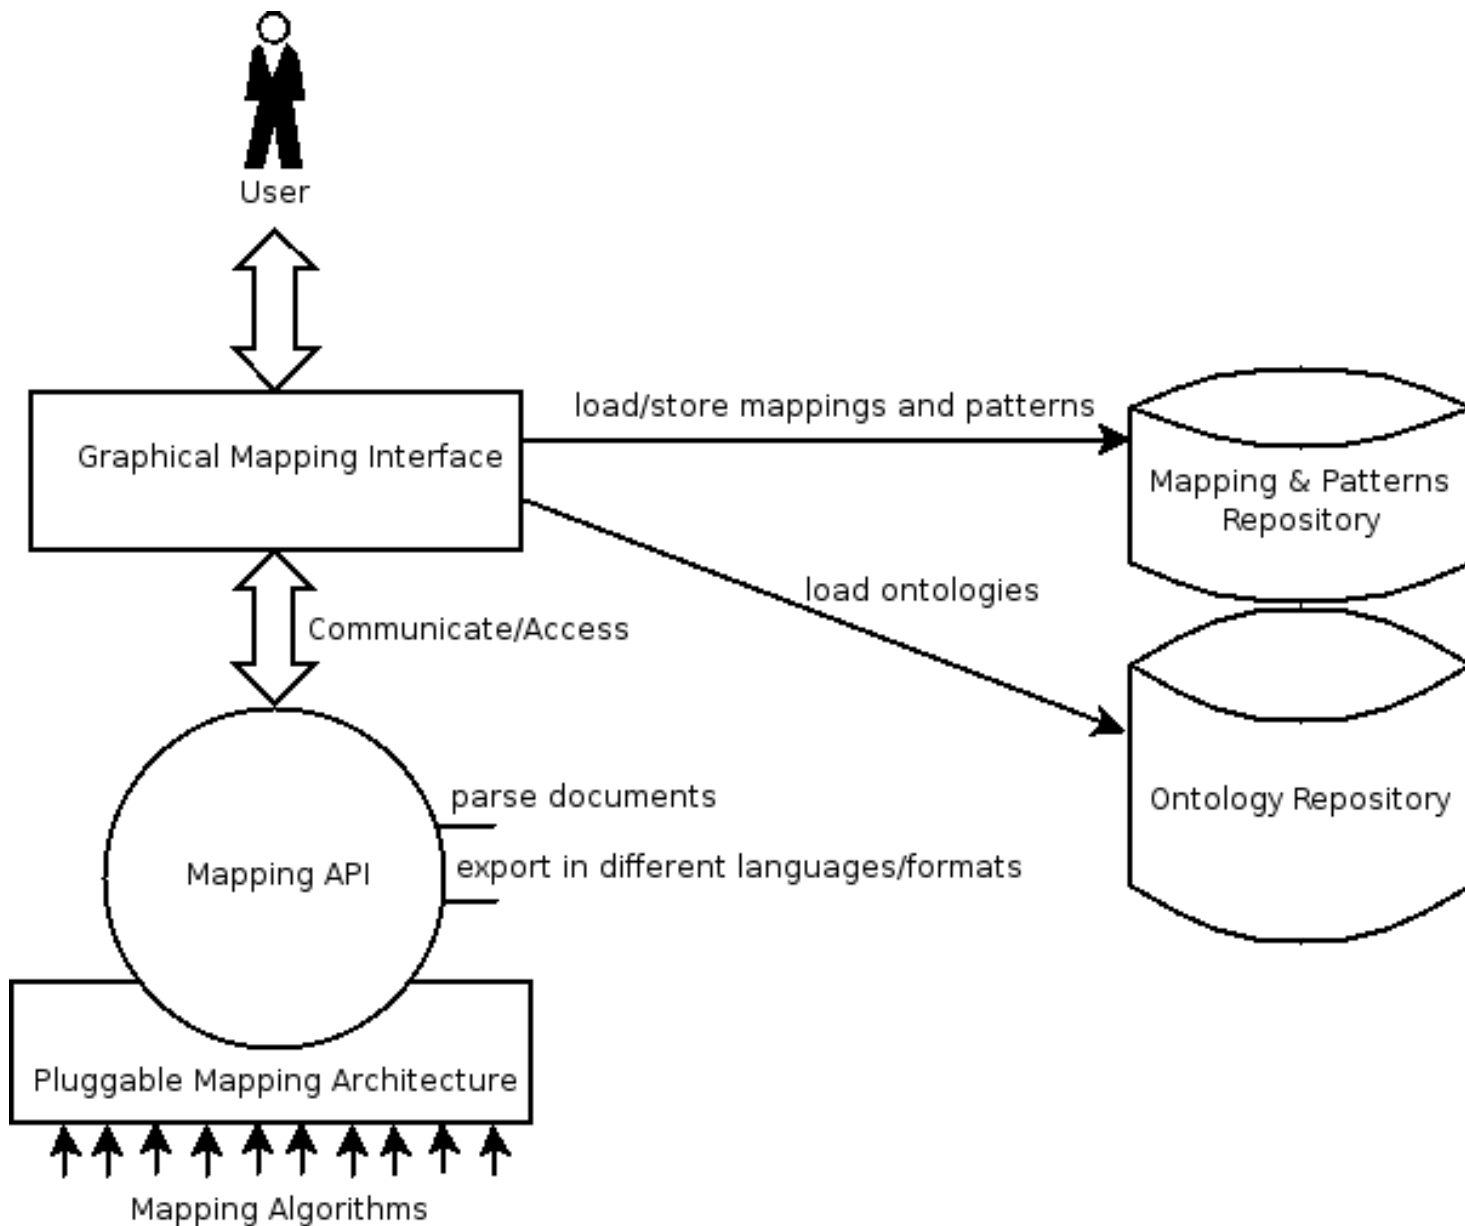 User
load/store mappings and patterns
Graphical Mapping Interface
Mapping & Patterns
Repository
load ontologies
Communicate/Access
parse documents
Ontology Repository
export in different languages/formats
Mapping API
Pluggable Mapping Architecture
Mapping Algorithms